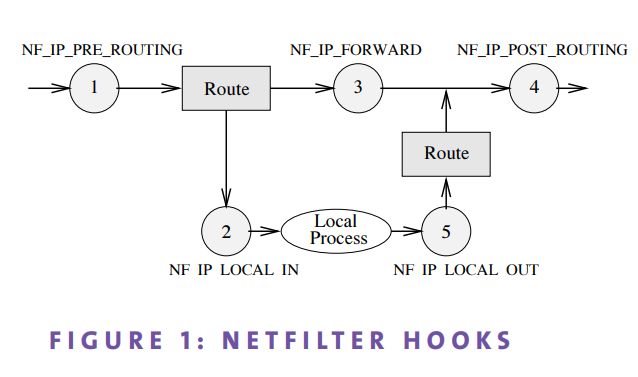 NF_IP_PRE_ROUTING
NF_IP_FORWARD
NF_IP_POST_ROUTING
1
Route
3
4
Route
2
Local
Process
5
NF IP LOCAL IN
NF IP LOCAL OUT
FIGURE 1: NETFILTER HOOKS